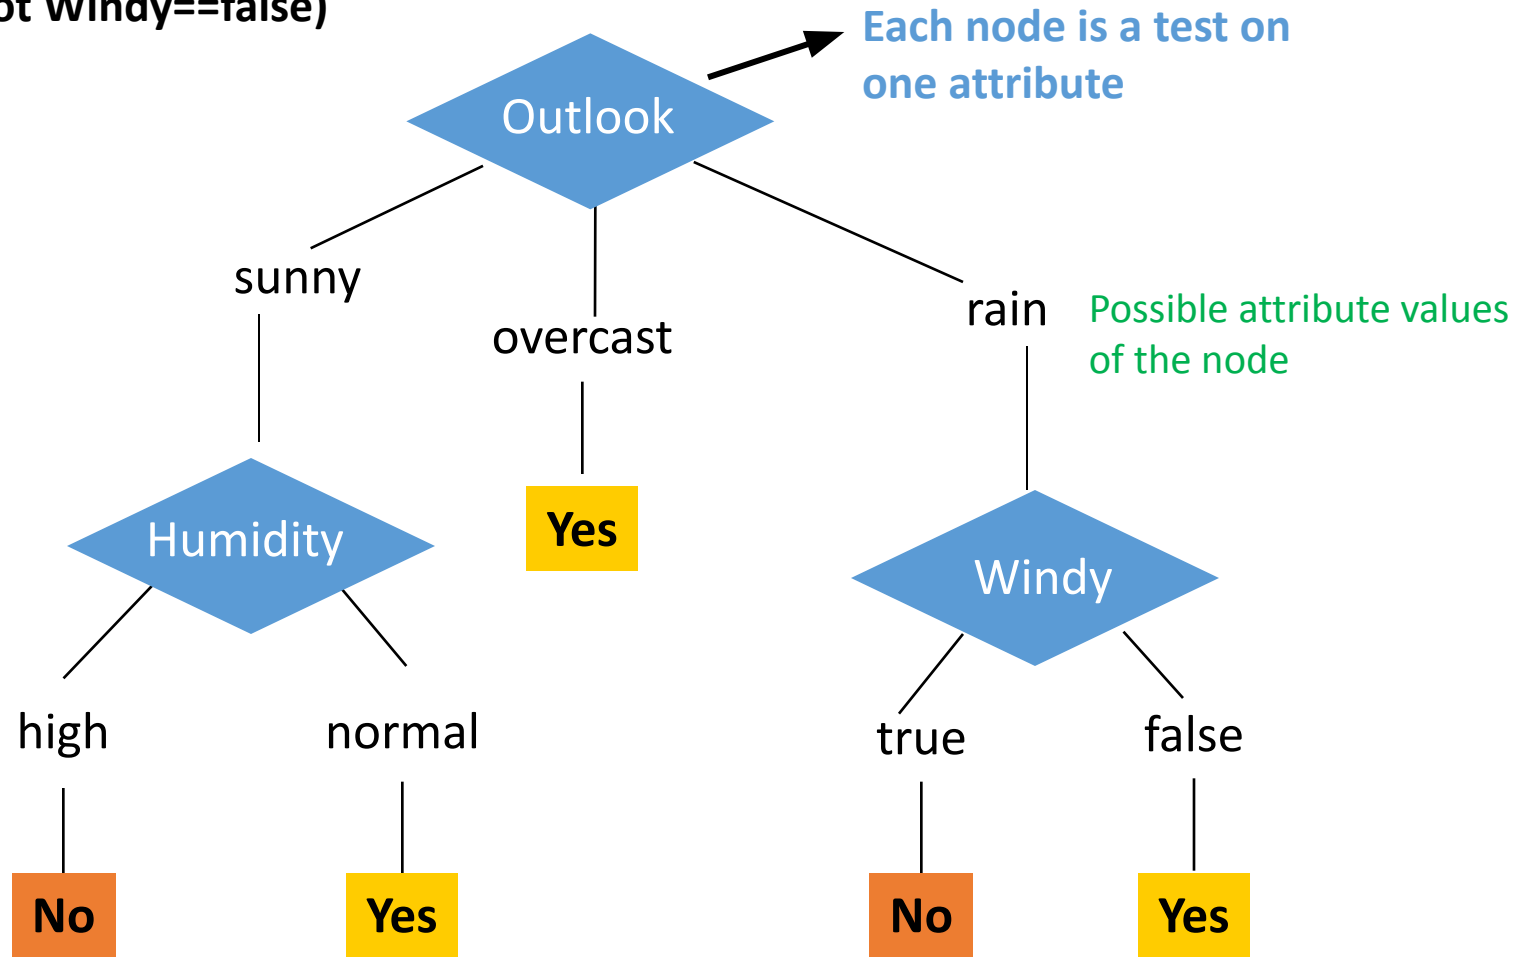 Windy==false)
Each node is a test on
one attribute
Outlook
sunny
overcast
rain
Possible attribute values
of the node
Humidity
Yes
Windy
high
normal
true
false
No
Yes
No
Yes